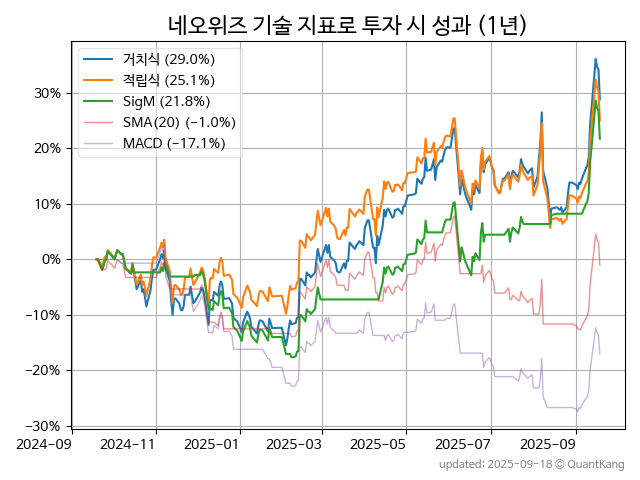 네오위즈 기술 지표로 투자 시 성과 (1년)
거치식 (29.0%)
적립식 (25.1%)
SigM (21.8%)
SMA(20) (−1.0%)
MACD (−17.1%)
30%
20%
10%
0%
−10%
−20%
−30%
2024−09 2024−11 2025−01 2025−03 2025−05 2025−07 2025−09
updated: 2025−09−18 ⓒ QuantKang